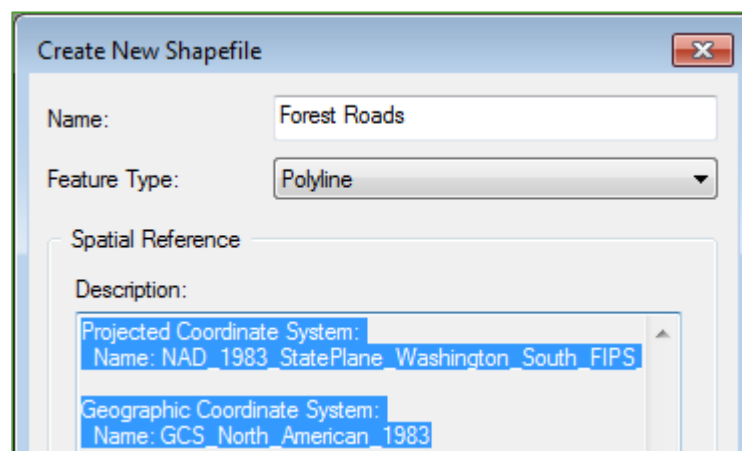 Create New Shapefile
Name: Forest Roads
Feature Type: Polyline
Spatial Reference
Description:
Projected Coordinate System:
Name: NAD_1983_StatePlane_Washington_South_FIPS_
Geographic Coordinate System:
Name: GCS_North_American_1983